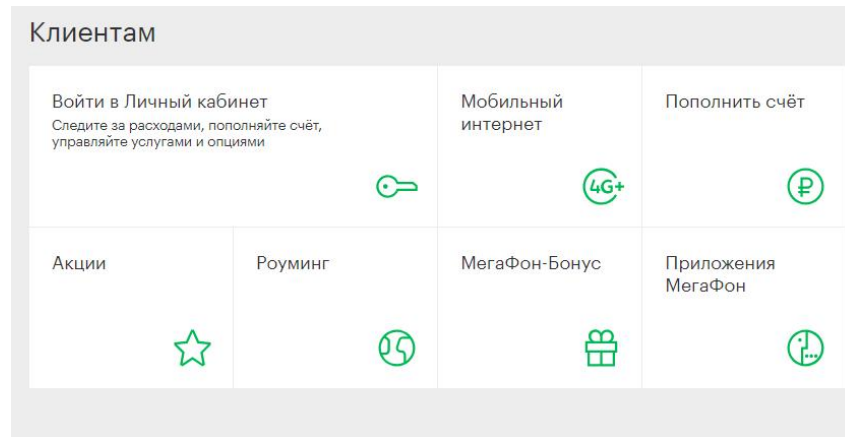 Клиентам
Войти в Личный кабинет
Следите за расходами, пополняйте счёт,
управляйте услугами и опциями
Мобильный
интернет
4G+
Пополнить счёт
₽
Акции
Роуминг
МегаФон-Бонус
Приложения
МегаФон